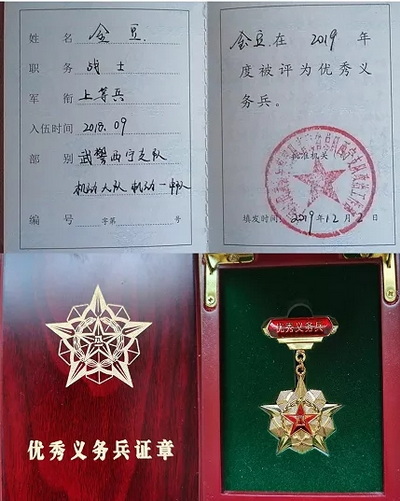 姓名 金豆
职务 战士
军衔 上等兵
入伍时间 2018.09
部别 武警西宁支队
机动大队机动一中队
编号 字第 号
金豆在 2019 年
度被评为优秀义
务兵。
批准机关
填发时间：2019年12月2日
优秀义务兵证章
优秀义务兵